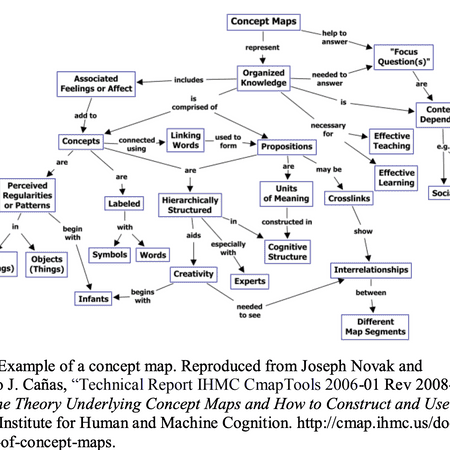 Concept Maps
help to
answer
represent
"Focus
Question(s)"
Organized
Knowledge
needed to
answer
Associated
Feelings or Affect
includes
are
is
is
comprised of
add to
necessary
for
Linking
Words
Effective
Teaching
Concepts
connected
using
used to
form
Propositions
e.g.
are
are
are
are
may be
Effective
Learning
Perceived
Regularities
or Patterns
Labeled
Hierarchically
Structured
Units
of Meaning
Crosslinks
in
begin
with
with
in
constructed in
show
aids
especially
with
Objects
(Things)
Symbols
Words
Cognitive
Structure
Creativity
Experts
Interrelationships
Infants
begins
with
needed
to see
between
Different
Map Segments
Example of a concept map. Reproduced from Joseph Novak and
J. Cañas, “Technical Report IHMC CmapTools 2006-01 Rev 2008-
Theory Underlying Concept Maps and How to Construct and Use
Institute for Human and Machine Cognition. http://cmap.ihmc.us/do
-of-concept-maps.